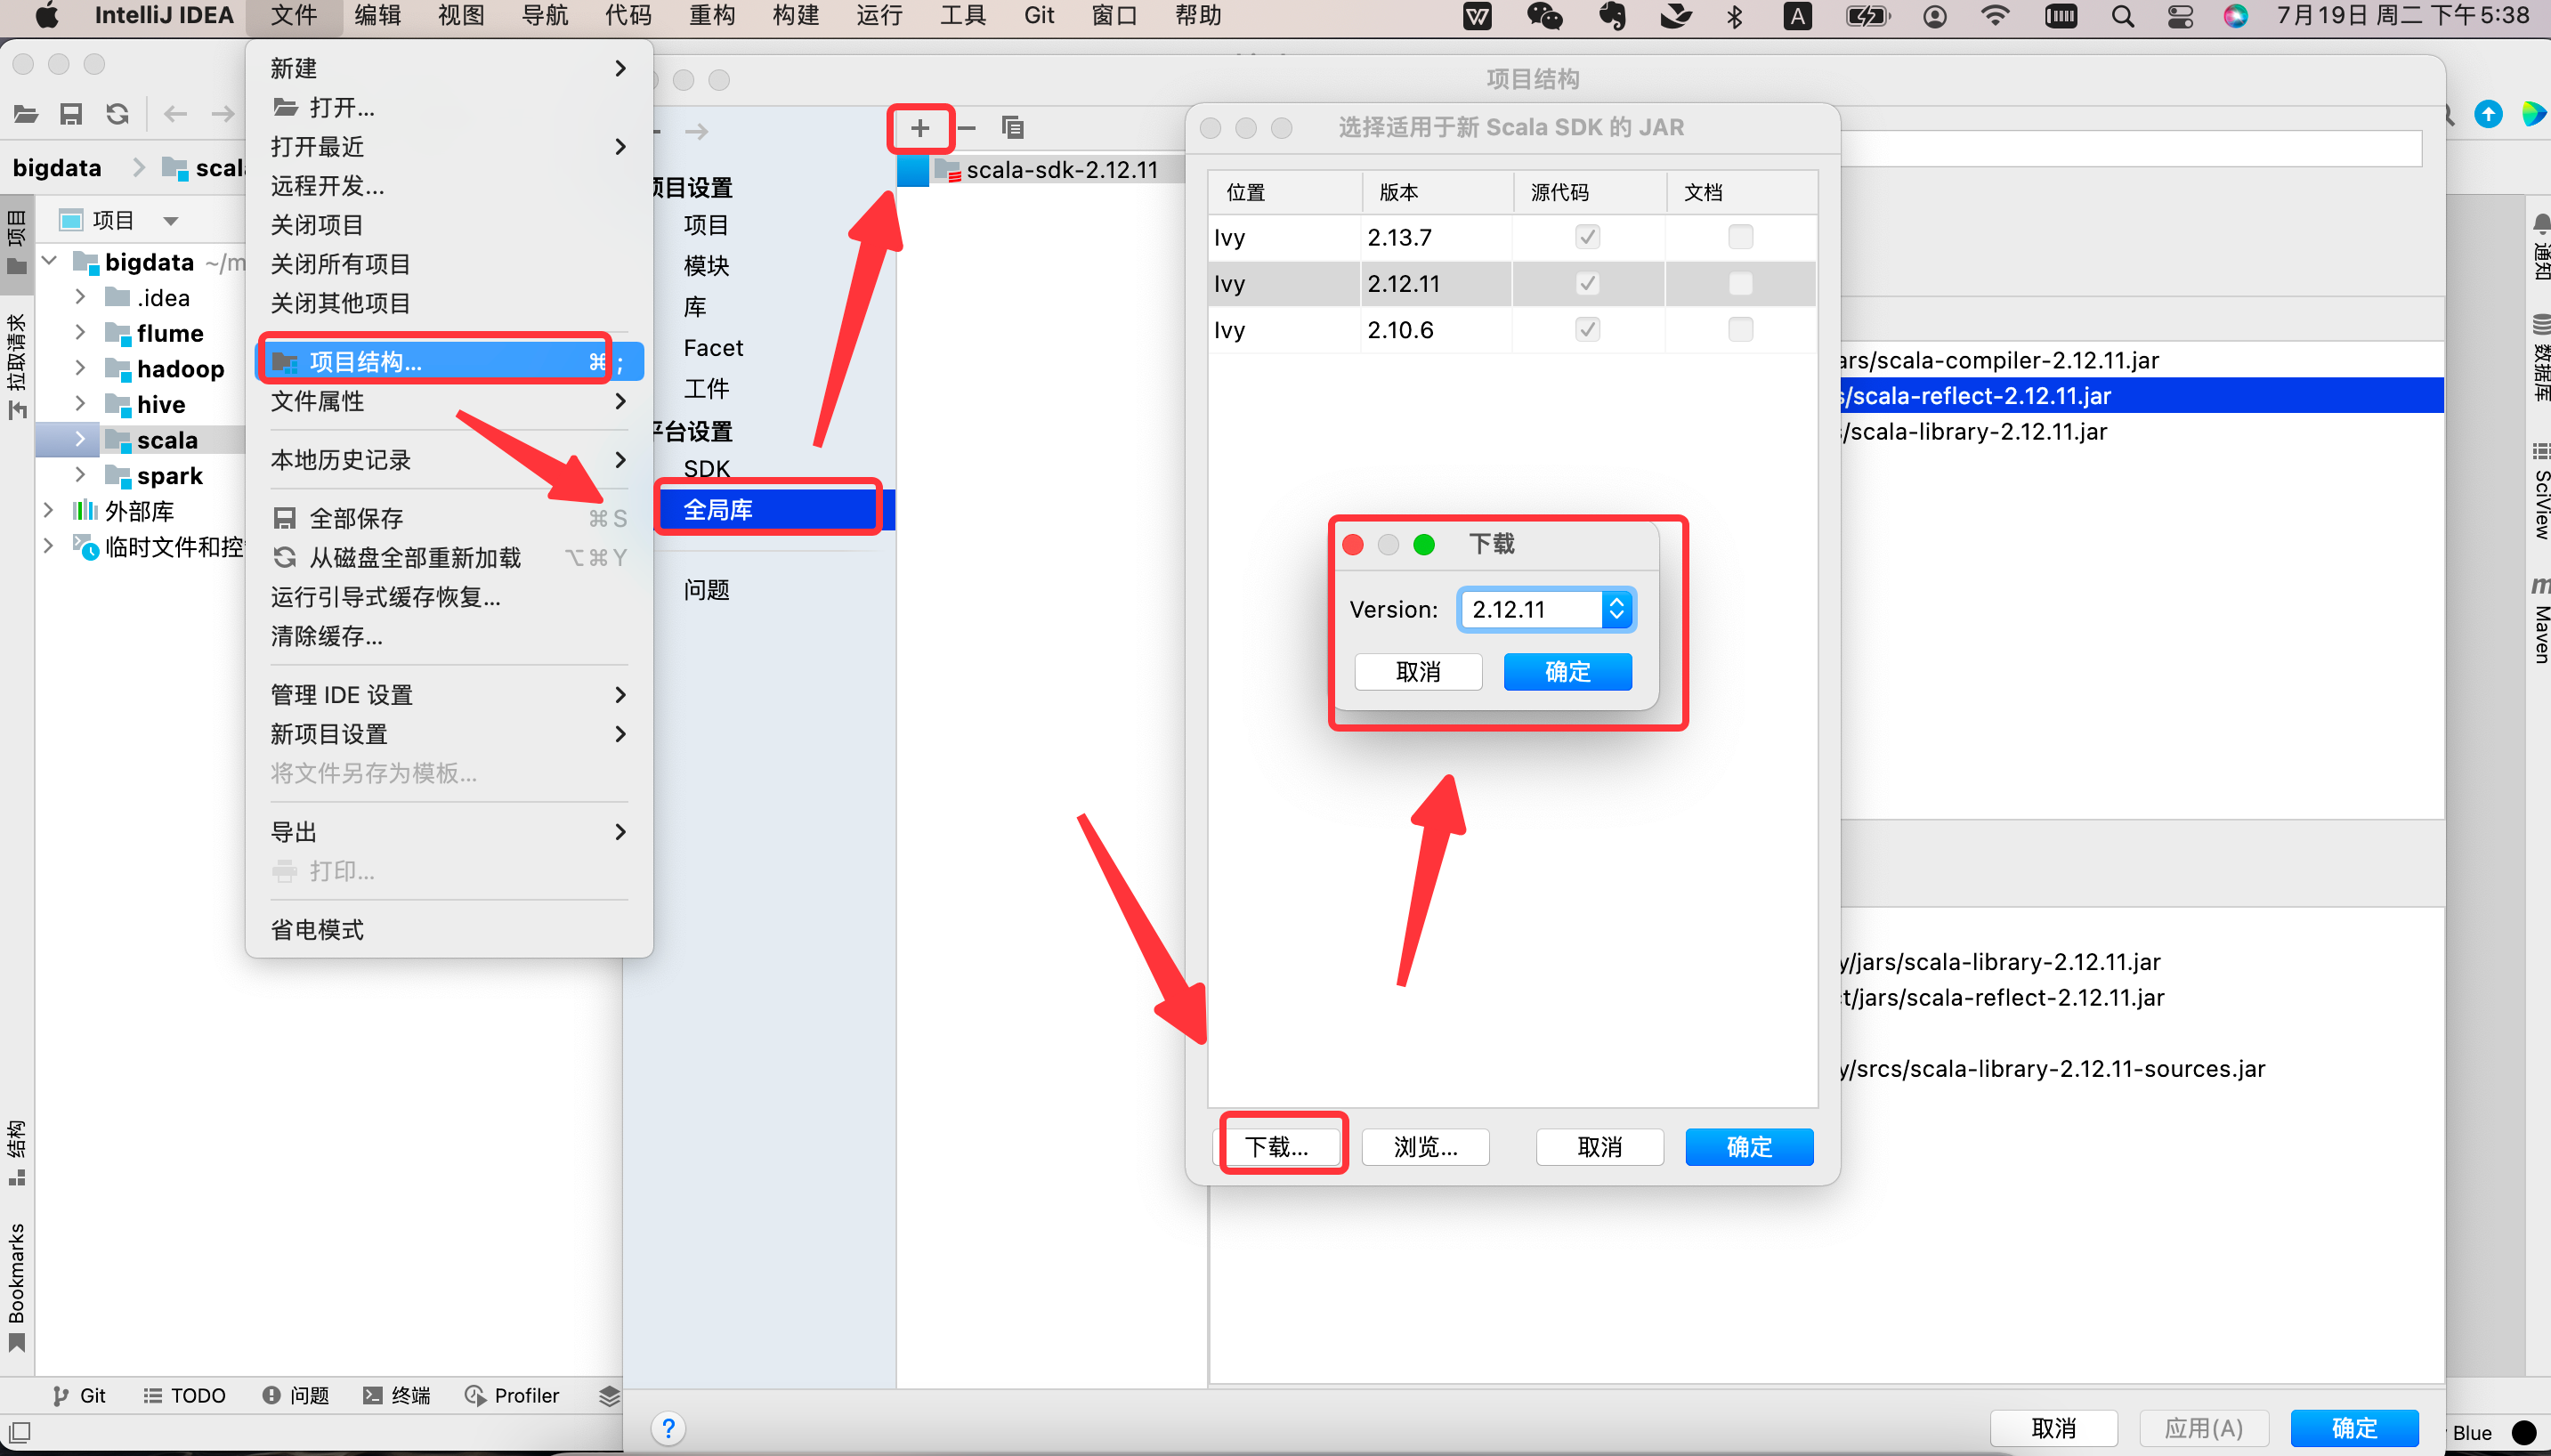 IntelliJ IDEA 文件 编辑 视图 导航 代码 重构 构建 运行 工具 Git 窗口 帮助 A 7月19日 周二 下午5:38
新建
打开...
打开最近
远程开发...
关闭项目
关闭所有项目
关闭其他项目
项目结构... ⌘ ;
文件属性
本地历史记录
全部保存 ⌘ S
从磁盘全部重新加载 ⌥ ⌘ Y
运行引导式缓存恢复...
清除缓存...
管理 IDE 设置
新项目设置
将文件另存为模板...
导出
打印...
省电模式
bigdata
项目
bigdata ~/m
.idea
flume
hadoop
hive
scala
spark
外部库
临时文件和控
项目
拉取请求
结构
Bookmarks
项目结构
项目设置
项目
模块
库
Facet
工件
平台设置
SDK
全局库
问题
scala-sdk-2.12.11
选择适用于新 Scala SDK 的 JAR
位置 版本 源代码 文档
Ivy 2.13.7
Ivy 2.12.11
Ivy 2.10.6
下载
Version: 2.12.11
取消 确定
下载... 浏览... 取消 确定
ars/scala-compiler-2.12.11.jar
s/scala-reflect-2.12.11.jar
/scala-library-2.12.11.jar
y/jars/scala-library-2.12.11.jar
t/jars/scala-reflect-2.12.11.jar
y/srcs/scala-library-2.12.11-sources.jar
通知
数据库
SciView
Maven
Git TODO 问题 终端 Profiler
? 取消 应用(A) 确定
Blue